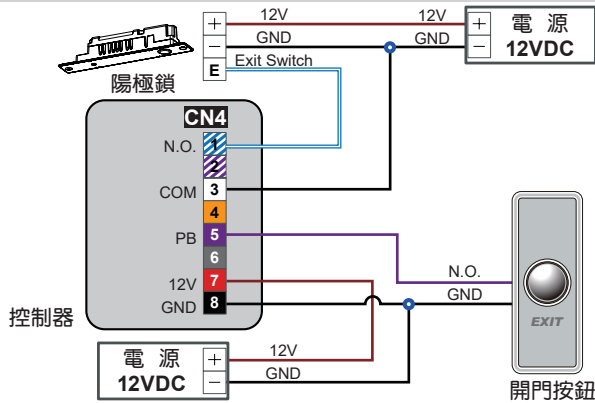 + 12V 12V +
− GND GND −
電 源
12VDC
E Exit Switch
陽極鎖
CN4
N.O. 1
2
COM 3
4
PB 5
6
12V 7
GND 8
N.O.
GND
EXIT
控制器
電 源
12VDC
+ 12V
− GND
開門按鈕